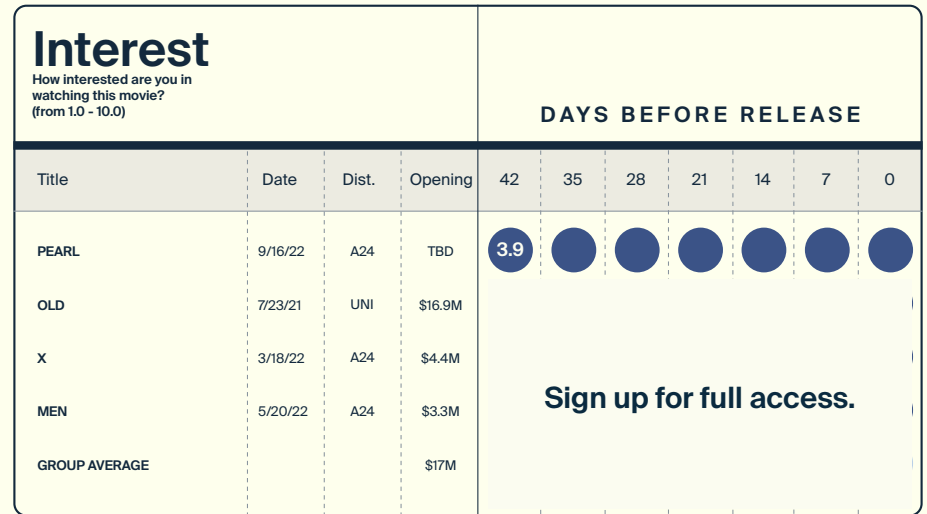 Interest
How interested are you in
watching this movie?
(from 1.0 - 10.0)
DAYS BEFORE RELEASE
Title Date Dist. Opening 42 35 28 21 14 7 0
PEARL 9/16/22 A24 TBD 3.9
OLD 7/23/21 UNI $16.9M
X 3/18/22 A24 $4.4M
Sign up for full access.
MEN 5/20/22 A24 $3.3M
GROUP AVERAGE $17M